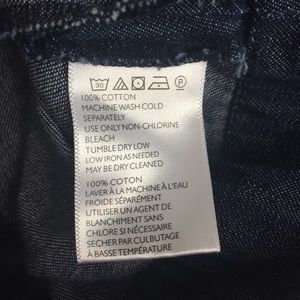 30 P
100% COTTON
MACHINE WASH COLD
SEPARATELY
USE ONLY NON-CHLORINE
BLEACH
TUMBLE DRY LOW
LOW IRON AS NEEDED
MAY BE DRY CLEANED
100% COTON
LAVER À LA MACHINE À L'EAU
FROIDE SÉPARÉMENT
UTILISER UN AGENT DE
BLANCHIMENT SANS
CHLORE SI NÉCESSAIRE
SÉCHER PAR CULBUTAGE
À BASSE TEMPÉRATURE